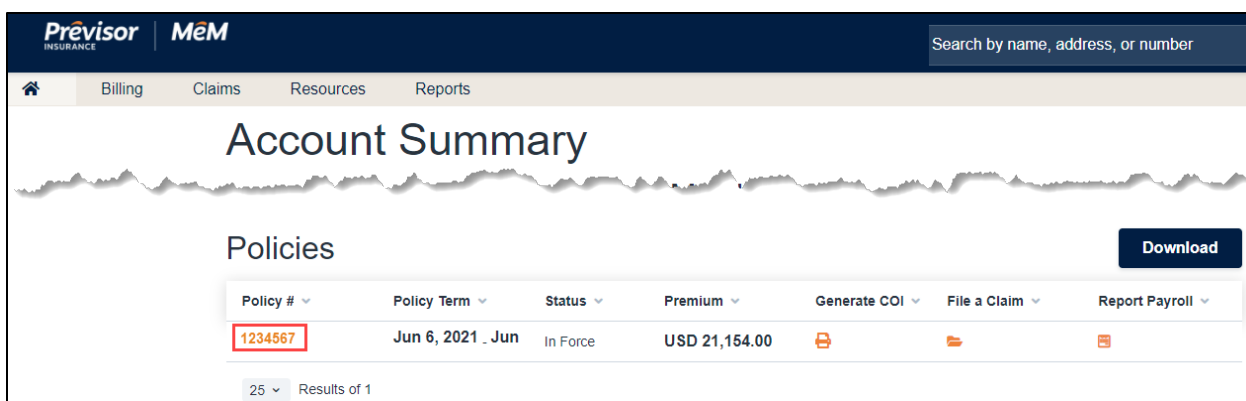 Prêvisor MêM
INSURANCE
Search by name, address, or number
Billing Claims Resources Reports
Account Summary
Policies
Download
Policy # Policy Term Status Premium Generate COI File a Claim Report Payroll
1234567 Jun 6, 2021 - Jun In Force USD 21,154.00
25 Results of 1